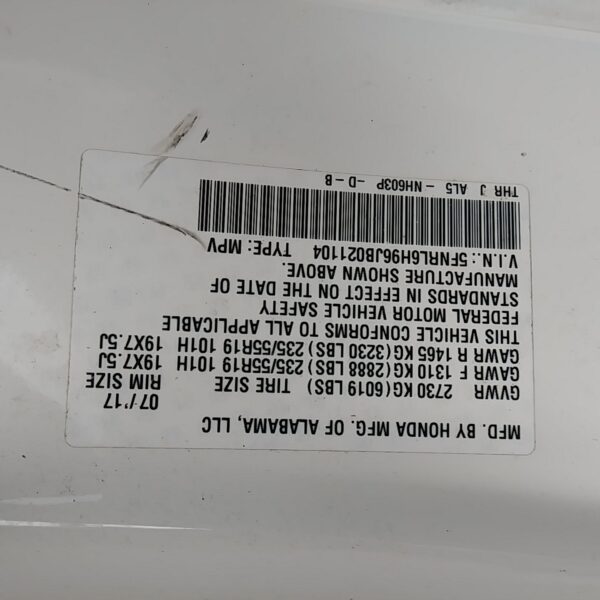 MFD. BY HONDA MFG. OF ALABAMA, LLC 07/'17
GVWR 2730 KG (6019 LBS) TIRE SIZE RIM SIZE
GAWR F 1310 KG (2888 LBS) 235/55R19 101H 19X7.5J
GAWR R 1465 KG (3230 LBS) 235/55R19 101H 19X7.5J
THIS VEHICLE CONFORMS TO ALL APPLICABLE
FEDERAL MOTOR VEHICLE SAFETY
STANDARDS IN EFFECT ON THE DATE OF
MANUFACTURE SHOWN ABOVE.
V.I.N.: 5FNRL6H96JB021104 TYPE: MPV
THR J AL5 - NH603P -D-B